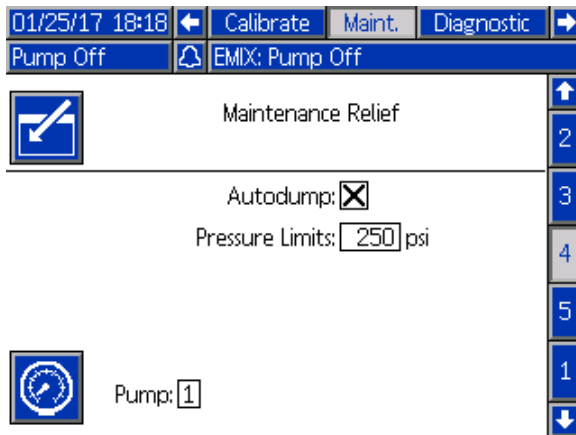 01/25/17 18:18 Calibrate Maint. Diagnostic
Pump Off EMIX: Pump Off
Maintenance Relief
2
Autodump:
3
Pressure Limits: 250 psi
4
5
1
Pump: 1